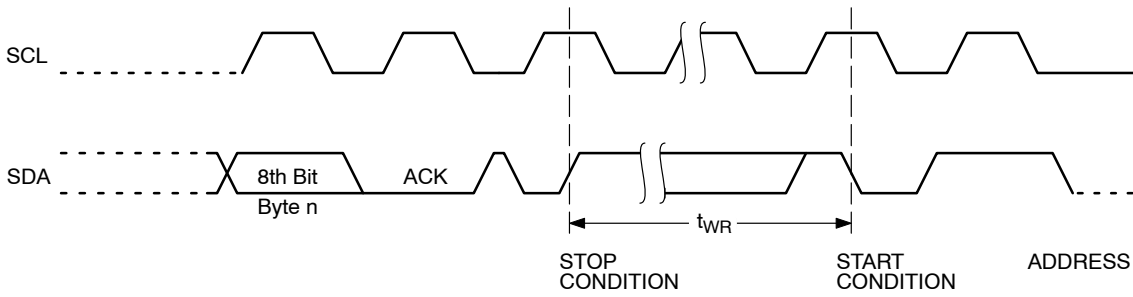 SCL
SDA
8th Bit
Byte n
ACK
tWR
STOP
CONDITION
START
CONDITION
ADDRESS